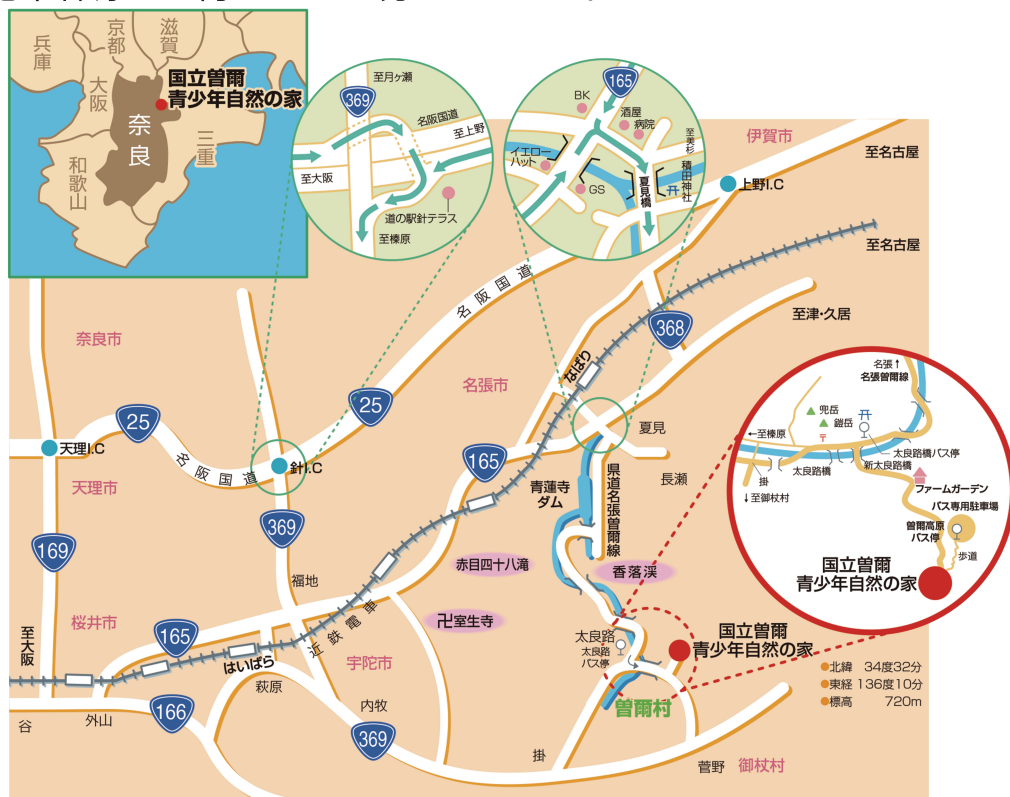 兵庫
京都
滋賀
大阪
奈良
三重
和歌山
国立曽爾
青少年自然の家
至月ヶ瀬
369
名阪国道
至上野
至大阪
道の駅針テラス
至榛原
165
BK
酒屋
病院
至美杉
イエロー
ハット
GS
夏見橋
積田神社
伊賀市
至名古屋
上野I.C
至名古屋
名阪国道
368
至津・久居
奈良市
名張市
なばり
25
25
天理I.C
名阪国道
針I.C
天理市
165
夏見
長瀬
青蓮寺
ダム
県道名張曽爾線
169
369
福地
赤目四十八滝
香落渓
桜井市
卍室生寺
至大阪
165
近鉄電車
はいばら
宇陀市
太良路
太良路
バス停
国立曽爾
青少年自然の家
北緯 34度32分
東経 136度10分
標高 720m
萩原
内牧
曽爾村
谷
外山
166
369
掛
菅野
御杖村
名張↑
名張曽爾線
兜岳
鎧岳
〒
←至榛原
太良路橋バス停
太良路橋
新太良路橋
掛
↓至御杖村
ファームガーデン
バス専用駐車場
曽爾高原
バス停
歩道
国立曽爾
青少年自然の家